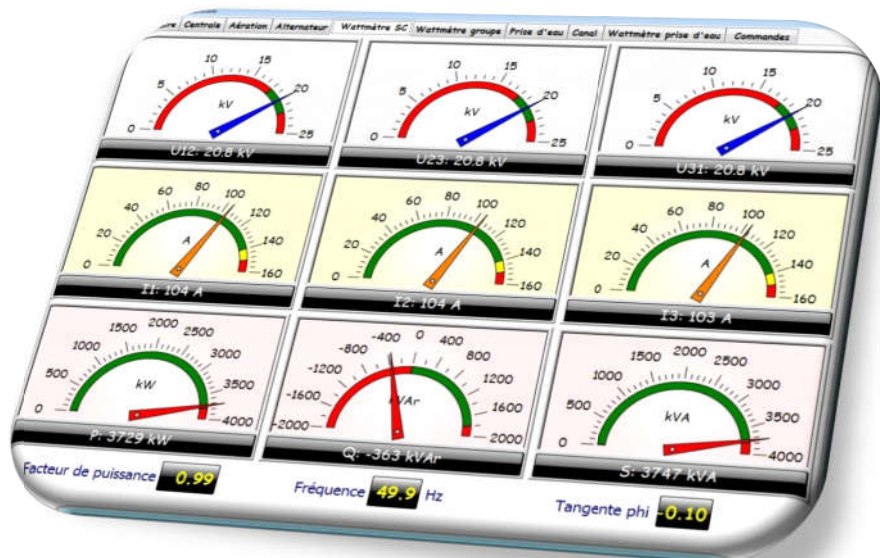 Centrale Aération Alternateur Wattmètre SC Wattmètre groupe Prise d'eau Canal Wattmètre prise d'eau Commandes
0 5 10 15 20 25
kV
U12: 20.8 kV
0 5 10 15 20 25
kV
U23: 20.8 kV
0 5 10 15 20 25
kV
U31: 20.8 kV
0 20 40 60 80 100 120 140 160
A
I1: 104 A
0 20 40 60 80 100 120 140 160
A
I2: 104 A
0 20 40 60 80 100 120 140 160
A
I3: 103 A
0 500 1000 1500 2000 2500 3000 3500 4000
kW
P: 3729 kW
-2000 -1600 -1200 -800 -400 0 400 800 1200 1600 2000
kVAr
Q: -363 kVAr
0 500 1000 1500 2000 2500 3000 3500 4000
kVA
S: 3747 kVA
Facteur de puissance 0.99
Fréquence 49.9 Hz
Tangente phi -0.10